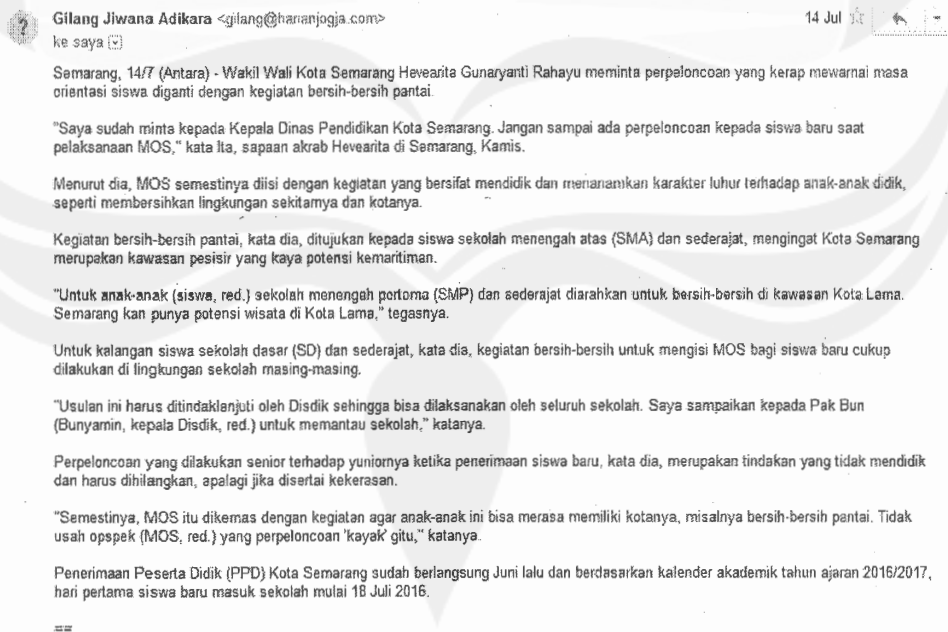 Gilang Jiwana Adikara <gilang@harianjogja.com>
14 Jul
ke saya
Semarang, 14/7 (Antara) - Wakil Wali Kota Semarang Hevearita Gunaryanti Rahayu meminta perpeloncoan yang kerap mewarnai masa
orientasi siswa diganti dengan kegiatan bersih-bersih pantai.
"Saya sudah minta kepada Kepala Dinas Pendidikan Kota Semarang. Jangan sampai ada perpeloncoan kepada siswa baru saat
pelaksanaan MOS," kata Ita, sapaan akrab Hevearita di Semarang, Kamis.
Menurut dia, MOS semestinya diisi dengan kegiatan yang bersifat mendidik dan menanamkan karakter luhur terhadap anak-anak didik,
seperti membersihkan lingkungan sekitarnya dan kotanya.
Kegiatan bersih-bersih pantai, kata dia, ditujukan kepada siswa sekolah menengah atas (SMA) dan sederajat, mengingat Kota Semarang
merupakan kawasan pesisir yang kaya potensi kemaritiman.
"Untuk anak-anak (siswa, red.) sekolah menengah pertama (SMP) dan sederajat diarahkan untuk bersih-bersih di kawasan Kota Lama.
Semarang kan punya potensi wisata di Kota Lama," tegasnya.
Untuk kalangan siswa sekolah dasar (SD) dan sederajat, kata dia, kegiatan bersih-bersih untuk mengisi MOS bagi siswa baru cukup
dilakukan di lingkungan sekolah masing-masing.
"Usulan ini harus ditindaklanjuti oleh Disdik sehingga bisa dilaksanakan oleh seluruh sekolah. Saya sampaikan kepada Pak Bun
(Bunyamin, kepala Disdik, red.) untuk memantau sekolah," katanya.
Perpeloncoan yang dilakukan senior terhadap yuniornya ketika penerimaan siswa baru, kata dia, merupakan tindakan yang tidak mendidik
dan harus dihilangkan, apalagi jika disertai kekerasan.
"Semestinya, MOS itu dikemas dengan kegiatan agar anak-anak ini bisa merasa memiliki kotanya, misalnya bersih-bersih pantai. Tidak
usah opspek (MOS, red.) yang perpeloncoan 'kayak' gitu," katanya.
Penerimaan Peserta Didik (PPD) Kota Semarang sudah berlangsung Juni lalu dan berdasarkan kalender akademik tahun ajaran 2016/2017,
hari pertama siswa baru masuk sekolah mulai 18 Juli 2016.
==